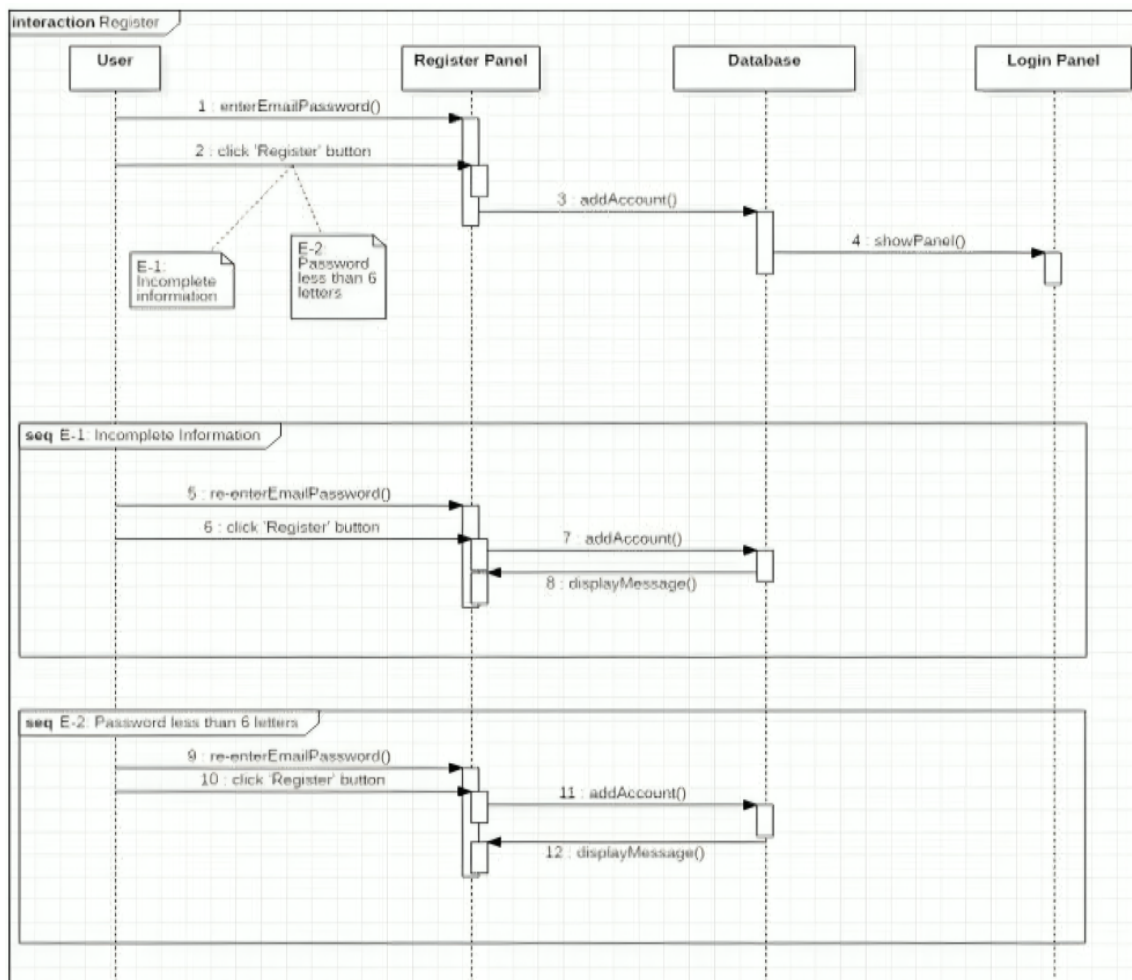 interaction Register
User
Register Panel
Database
Login Panel
1 : enterEmailPassword()
2 : click 'Register' button
3 : addAccount()
4 : showPanel()
E-1:
Incomplete
information
E-2:
Password
less than 6
letters
seq E-1: Incomplete Information
5 : re-enterEmailPassword()
6 : click 'Register' button
7 : addAccount()
8 : displayMessage()
seq E-2: Password less than 6 letters
9 : re-enterEmailPassword()
10 : click 'Register' button
11 : addAccount()
12 : displayMessage()